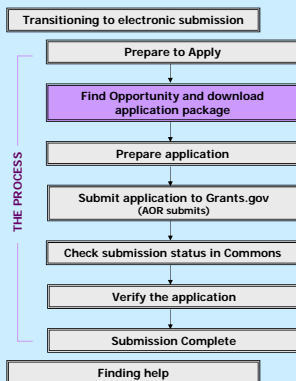 Transitioning to electronic submission
Prepare to Apply
Find Opportunity and download
application package
Prepare application
Submit application to Grants.gov
(AOR submits)
Check submission status in Commons
Verify the application
Submission Complete
THE PROCESS
Finding help